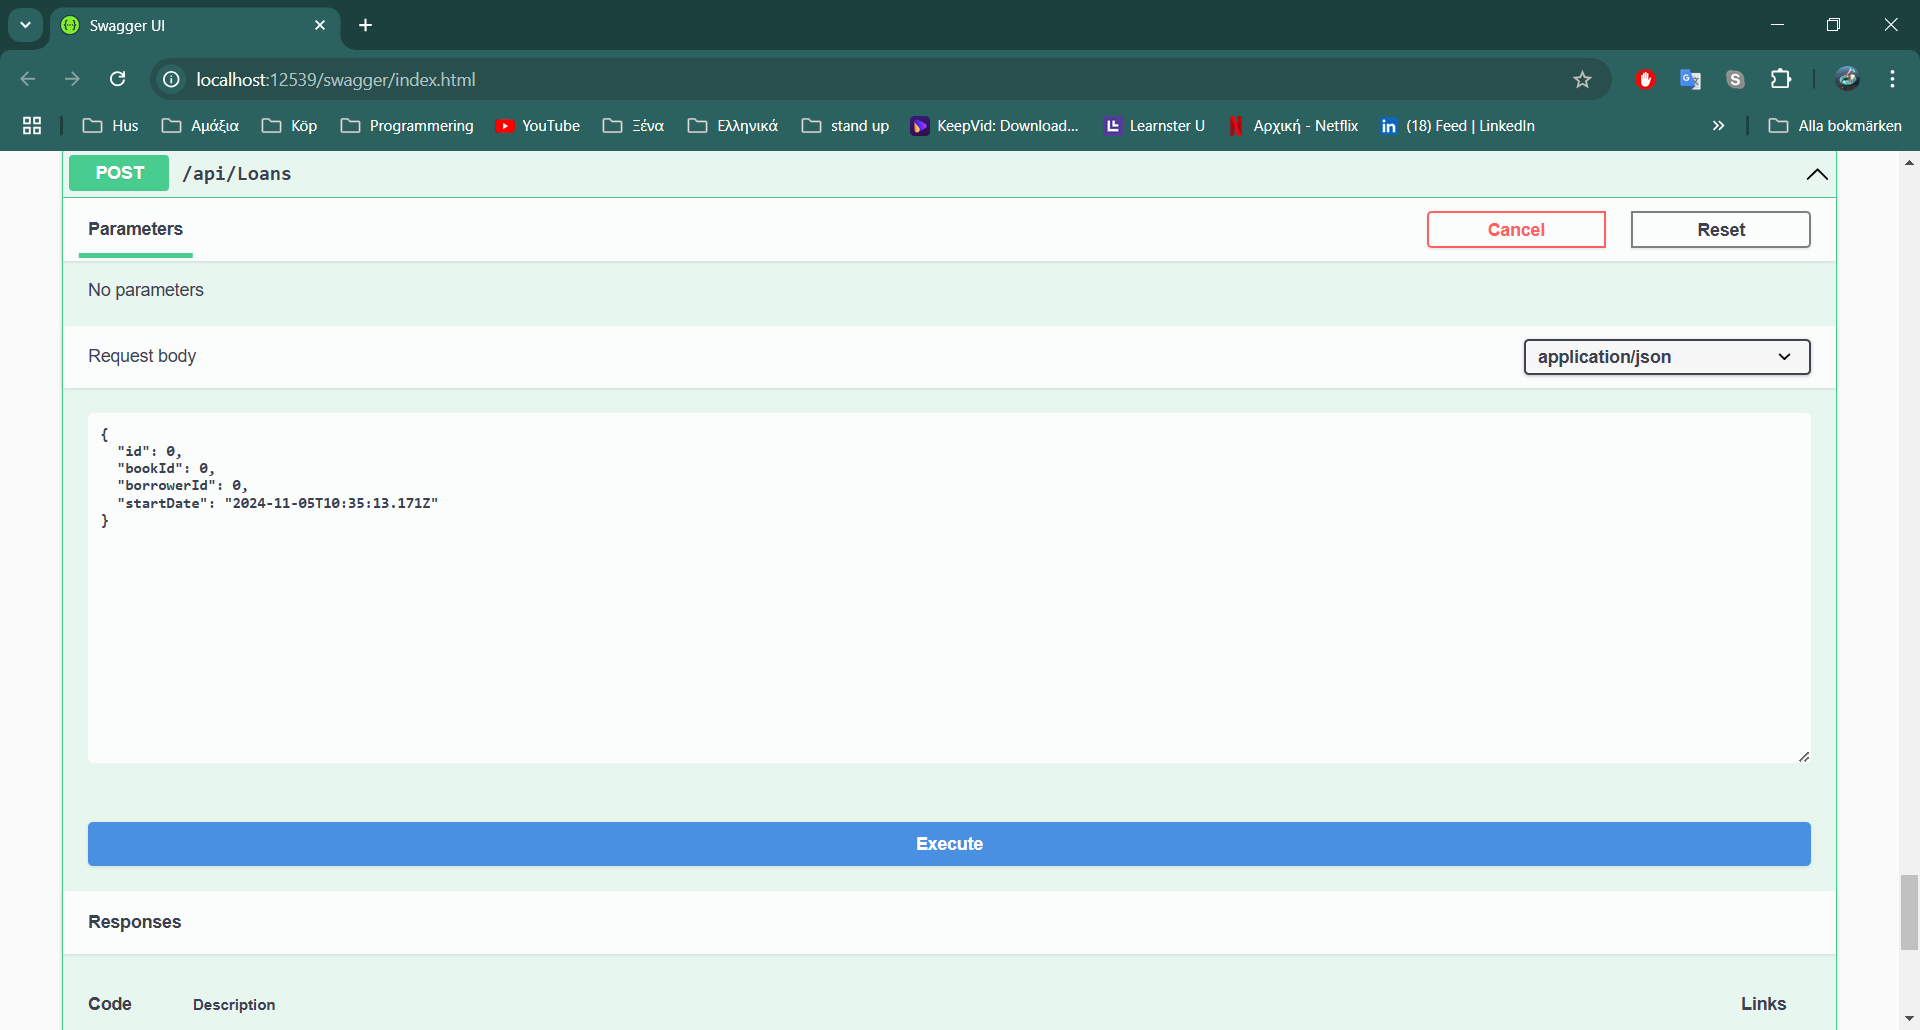 Swagger UI
localhost:12539/swagger/index.html
Hus Αμάξια Köp Programmering YouTube Ξένα Ελληνικά stand up KeepVid: Download... Learnster U Αρχική - Netflix (18) Feed | LinkedIn » Alla bokmärken
POST /api/Loans
Parameters Cancel Reset
No parameters
Request body application/json
{
"id": 0,
"bookId": 0,
"borrowerId": 0,
"startDate": "2024-11-05T10:35:13.171Z"
}
Execute
Responses
Code Description Links